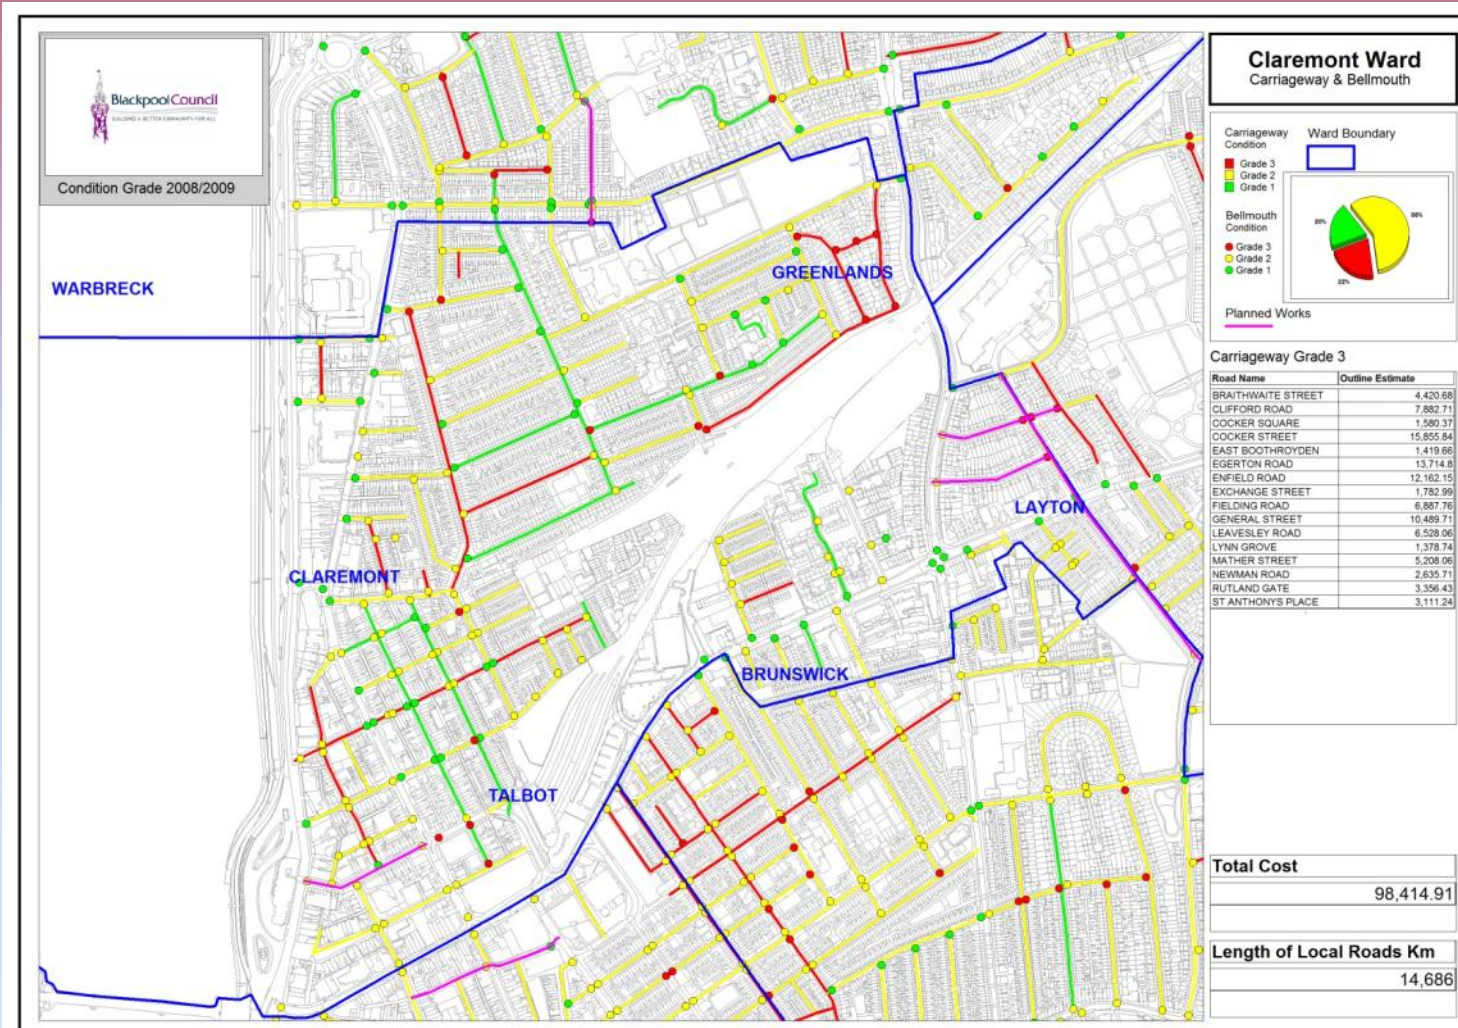 BlackpoolCouncil
BUILDING A BETTER COMMUNITY FOR ALL
Condition Grade 2008/2009
WARBRECK
GREENLANDS
LAYTON
CLAREMONT
BRUNSWICK
TALBOT
Claremont Ward
Carriageway & Bellmouth
Carriageway
Condition
Grade 3
Grade 2
Grade 1
Ward Boundary
Bellmouth
Condition
Grade 3
Grade 2
Grade 1
22%
Planned Works
Carriageway Grade 3
Road Name Outline Estimate
BRAITHWAITE STREET 4,420.68
CLIFFORD ROAD 7,882.71
COCKER SQUARE 1,580.37
COCKER STREET 15,855.84
EAST BOOTHROYDEN 1,419.66
EGERTON ROAD 13,714.8
ENFIELD ROAD 12,162.15
EXCHANGE STREET 1,782.99
FIELDING ROAD 6,887.76
GENERAL STREET 10,489.71
LEAVESLEY ROAD 6,528.06
LYNN GROVE 1,378.74
MATHER STREET 5,208.06
NEWMAN ROAD 2,635.71
RUTLAND GATE 3,356.43
ST ANTHONYS PLACE 3,111.24
Total Cost
98,414.91
Length of Local Roads Km
14,686